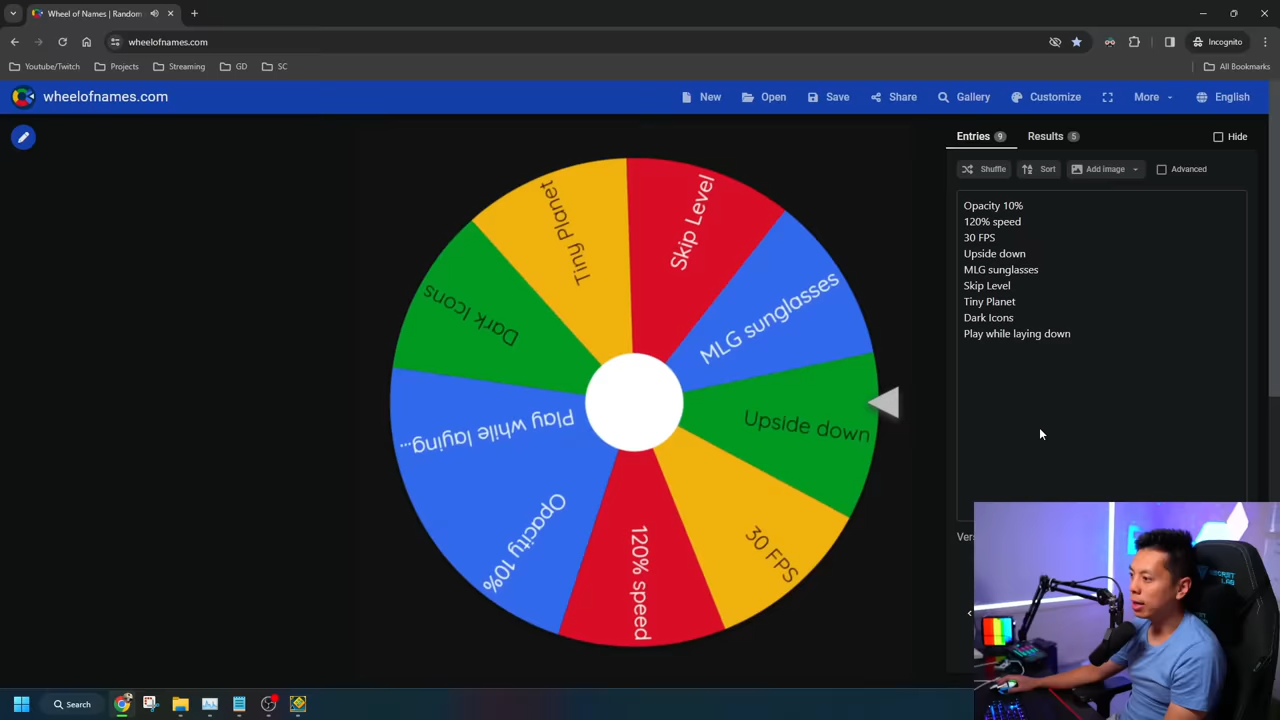 Wheel of Names | Random
wheelofnames.com
Incognito
Youtube/Twitch
Projects
Streaming
GD
SC
All Bookmarks
wheelofnames.com
New
Open
Save
Share
Gallery
Customize
More
English
Entries 9
Results 5
Hide
Shuffle
Sort
Add image
Advanced
Opacity 10%
120% speed
30 FPS
Upside down
MLG sunglasses
Skip Level
Tiny Planet
Dark Icons
Play while laying down
Skip Level
MLG sunglasses
Upside down
30 FPS
120% speed
Opacity 10%
Play while laying...
Dark Icons
Tiny Planet
Search